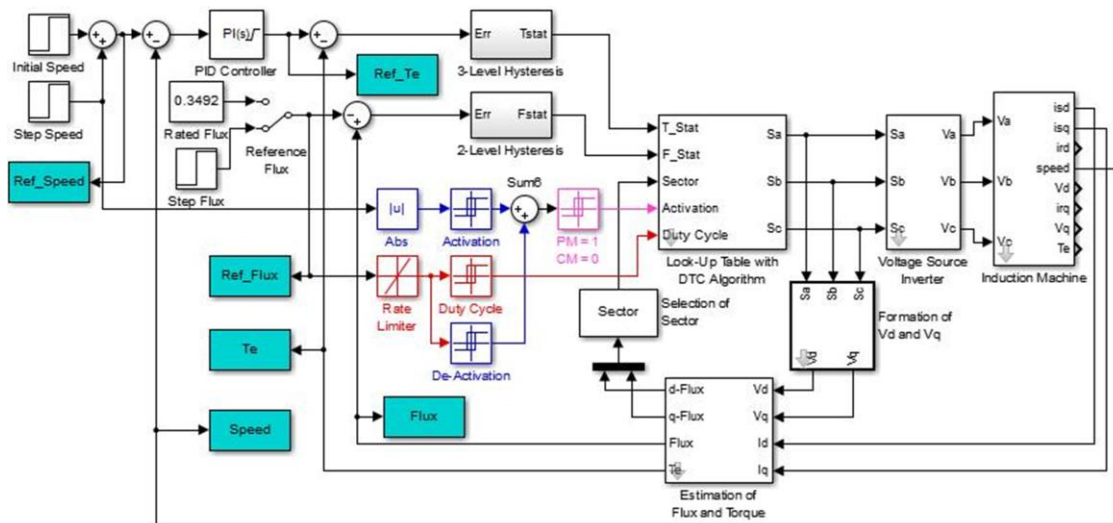 Initial Speed
Step Speed
PI(s)
PID Controller
Ref_Te
0.3492
Rated Flux
Reference
Flux
Step Flux
Ref_Speed
Err
Tstat
3-Level Hysteresis
Err
Fstat
2-Level Hysteresis
|u|
Abs
Activation
Sum6
PM = 1
CM = 0
Ref_Flux
Rate
Limiter
Duty Cycle
De-Activation
Te
Speed
Flux
T_Stat
F_Stat
Sector
Activation
Duty Cycle
Sa
Sb
Sc
Look-Up Table with
DTC Algorithm
Sa
Sb
Sc
Va
Vb
Vc
Voltage Source
Inverter
Va
Vb
Vc
isd
isq
ird
speed
Vd
irq
Vq
Te
Induction Machine
Sector
Selection of
Sector
Sa
Sb
Sc
Vd
Vq
Formation of
Vd and Vq
d-Flux
q-Flux
Flux
Te
Vd
Vq
Id
Iq
Estimation of
Flux and Torque